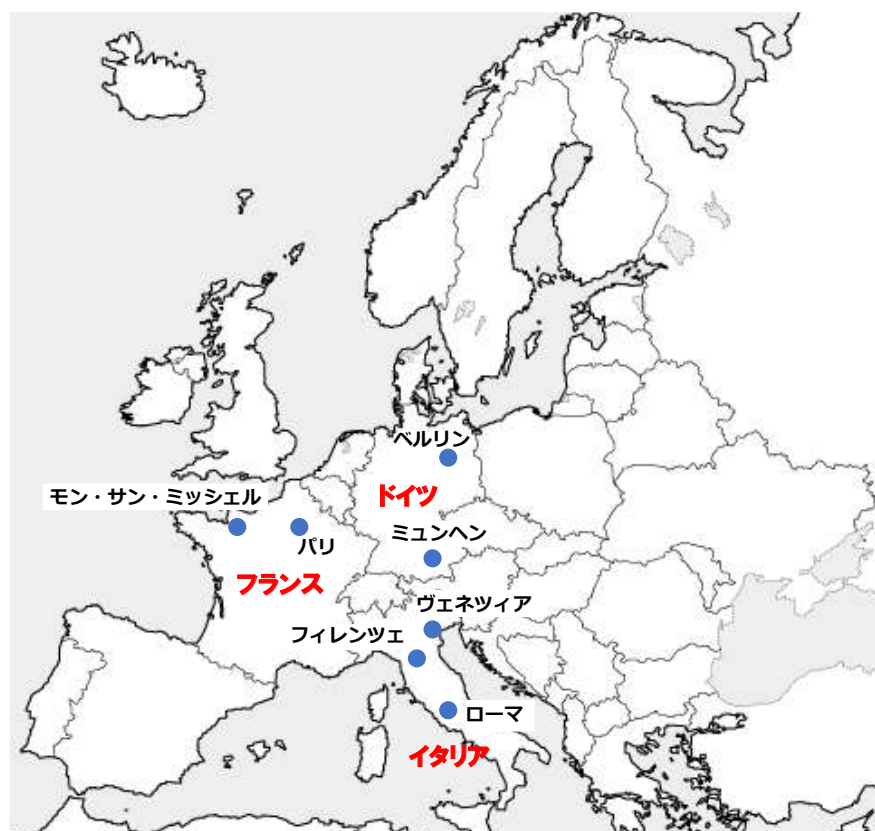 ベルリン
モン・サン・ミッシェル
ドイツ
パリ
ミュンヘン
フランス
ヴェネツィア
フィレンツェ
ローマ
イタリア